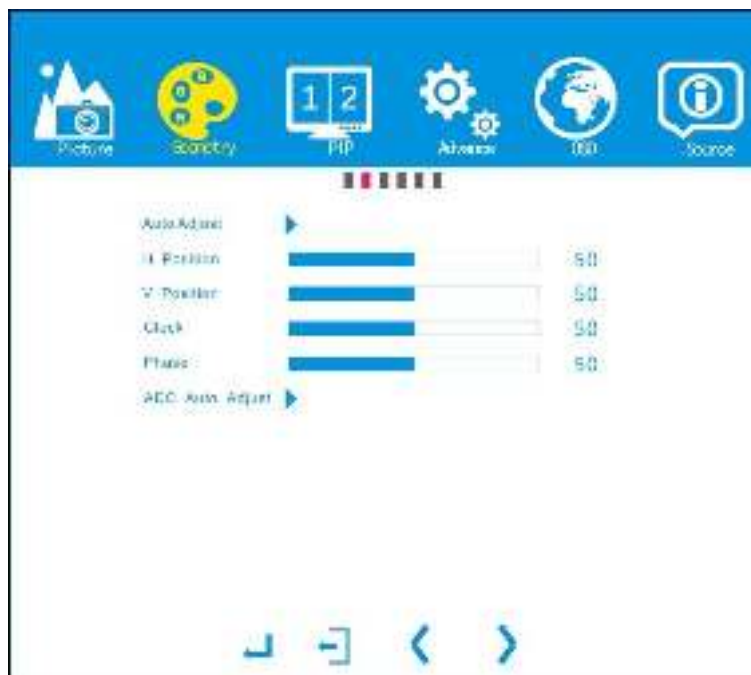 Picture
Geometry
1 2
PIP
Advance
OSD
Source
Auto Adjust
H. Position
50
V. Position
50
Clock
50
Phase
50
ADC Auto Adjust